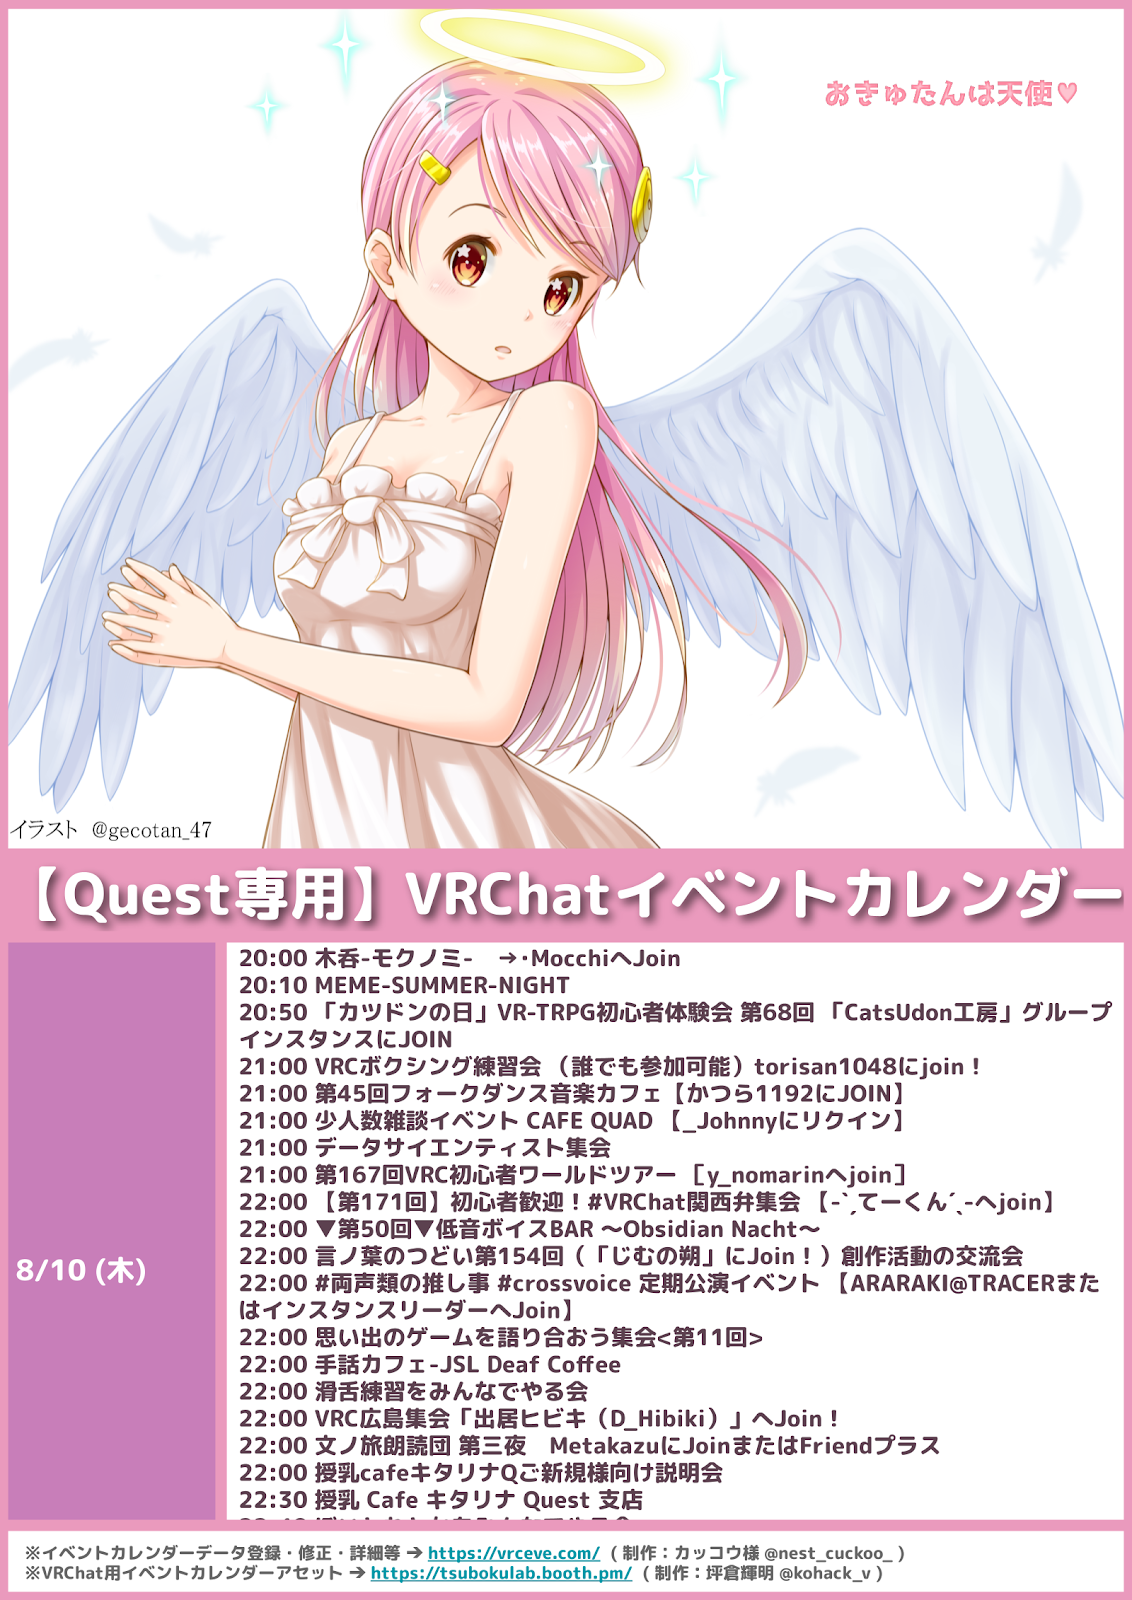 おきゅたんは天使♥
イラスト　@gecotan_47
【Quest専用】VRChatイベントカレンダー
8/10 (木)
20:00 木呑-モクノミ-　→･MocchiへJoin
20:10 MEME-SUMMER-NIGHT
20:50 「カツドンの日」VR-TRPG初心者体験会 第68回 「CatsUdon工房」グループ
インスタンスにJOIN
21:00 VRCボクシング練習会 （誰でも参加可能）torisan1048にjoin！
21:00 第45回フォークダンス音楽カフェ【かつら1192にJOIN】
21:00 少人数雑談イベント CAFE QUAD 【_Johnnyにリクイン】
21:00 データサイエンティスト集会
21:00 第167回VRC初心者ワールドツアー ［y_nomarinへjoin］
22:00 【第171回】初心者歓迎！#VRChat関西弁集会 【-`ˏてーくん´ˎ-へjoin】
22:00 ▼第50回▼低音ボイスBAR ～Obsidian Nacht～
22:00 言ノ葉のつどい第154回（「じむの朔」にJoin！）創作活動の交流会
22:00 #両声類の推し事 #crossvoice 定期公演イベント 【ARARAKI@TRACERまた
はインスタンスリーダーへJoin】
22:00 思い出のゲームを語り合おう集会<第11回>
22:00 手話カフェ-JSL Deaf Coffee
22:00 滑舌練習をみんなでやる会
22:00 VRC広島集会「出居ヒビキ（D_Hibiki）」へJoin！
22:00 文ノ旅朗読団 第三夜　MetakazuにJoinまたはFriendプラス
22:00 授乳cafeキタリナQご新規様向け説明会
22:30 授乳 Cafe キタリナ Quest 支店
※イベントカレンダーデータ登録・修正・詳細等 ➔ https://vrceve.com/ （ 制作：カッコウ様 @nest_cuckoo_ ）
※VRChat用イベントカレンダーアセット ➔ https://tsubokulab.booth.pm/ （ 制作：坪倉輝明 @kohack_v ）